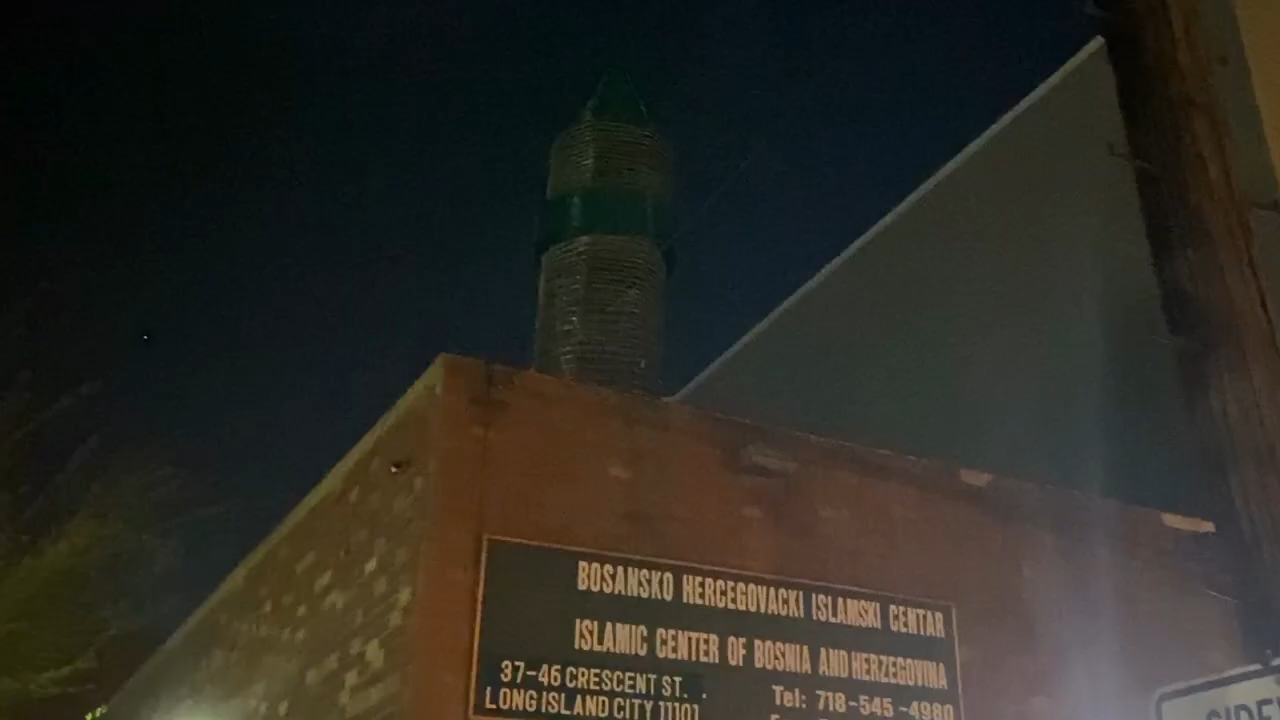 BOSANSKO HERCEGOVACKI ISLAMSKI CENTAR
ISLAMIC CENTER OF BOSNIA AND HERZEGOVINA
37-46 CRESCENT ST.
LONG ISLAND CITY 11101
Tel: 718-545-4980